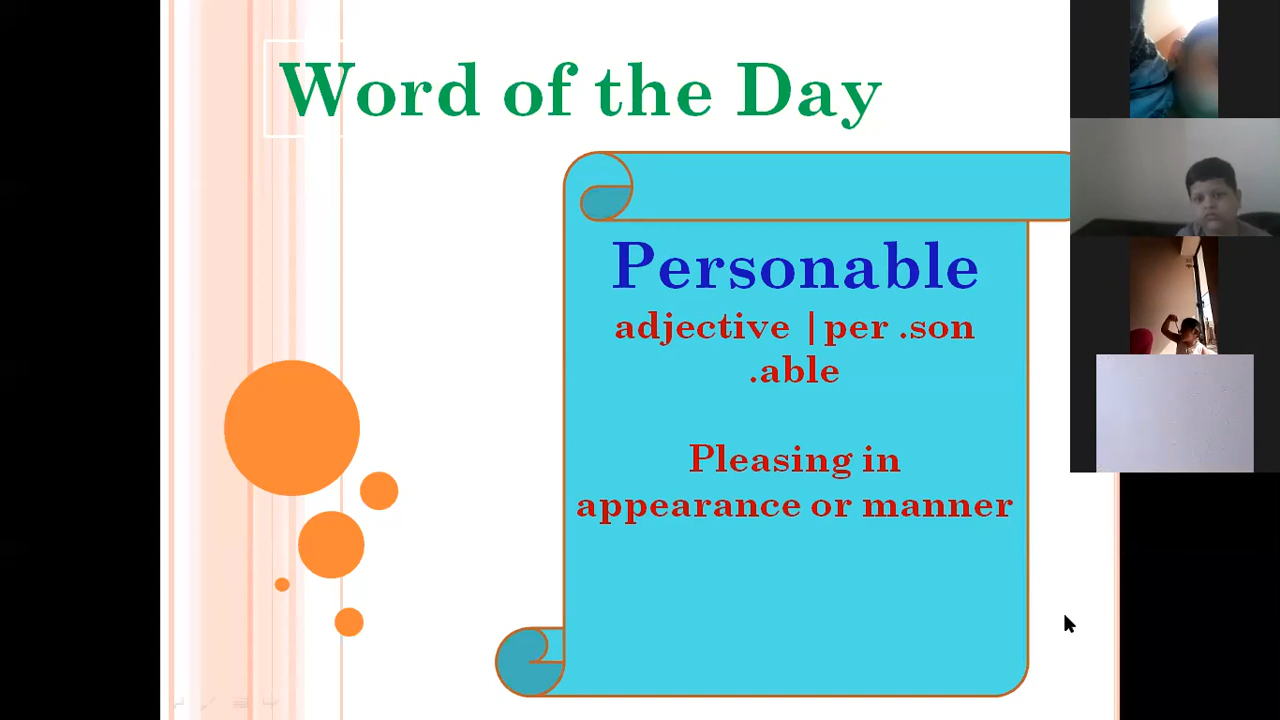 Word of the Day
Personable
adjective |per .son
.able
Pleasing in
appearance or manner